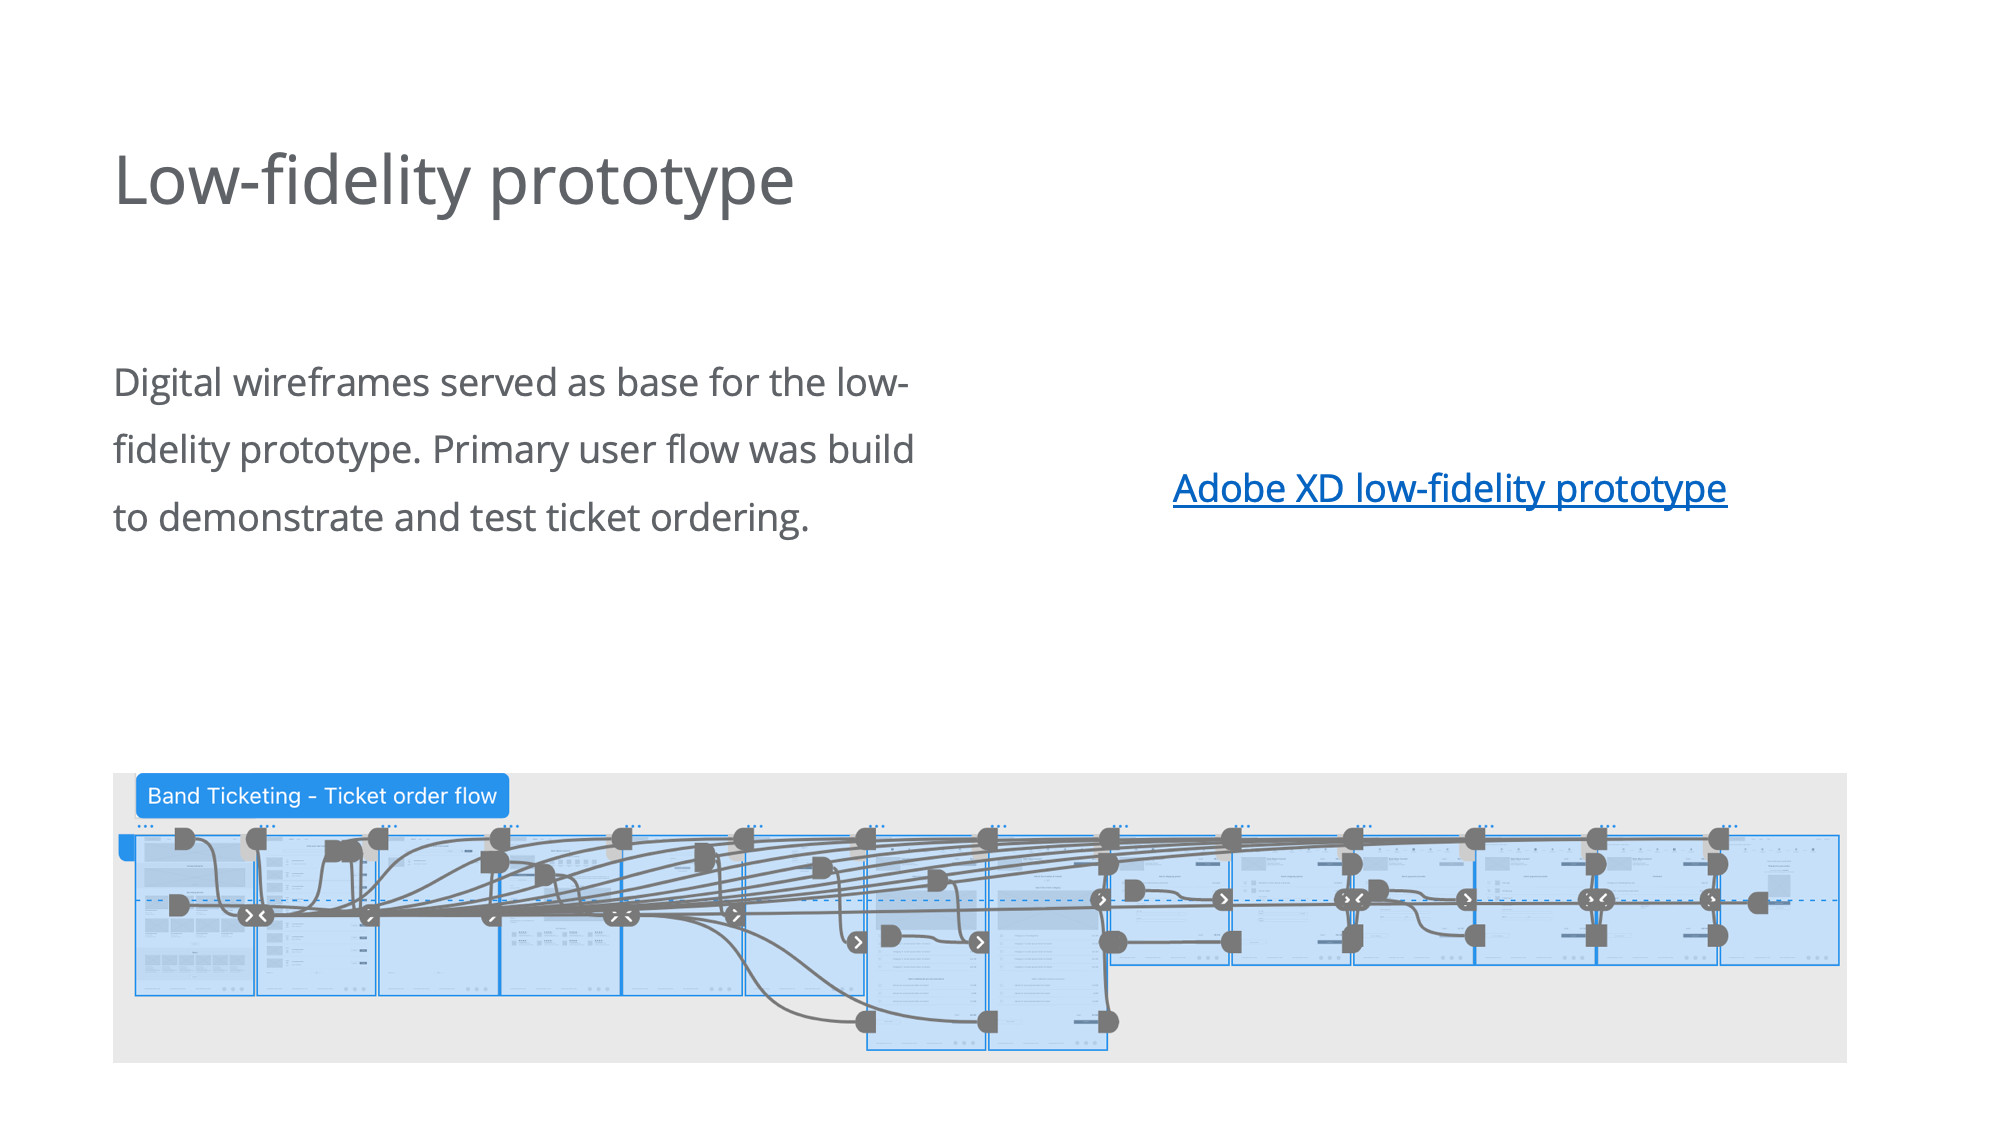 Low-fidelity prototype
Digital wireframes served as base for the low-
fidelity prototype. Primary user flow was build
to demonstrate and test ticket ordering.
Adobe XD low-fidelity prototype
Band Ticketing - Ticket order flow